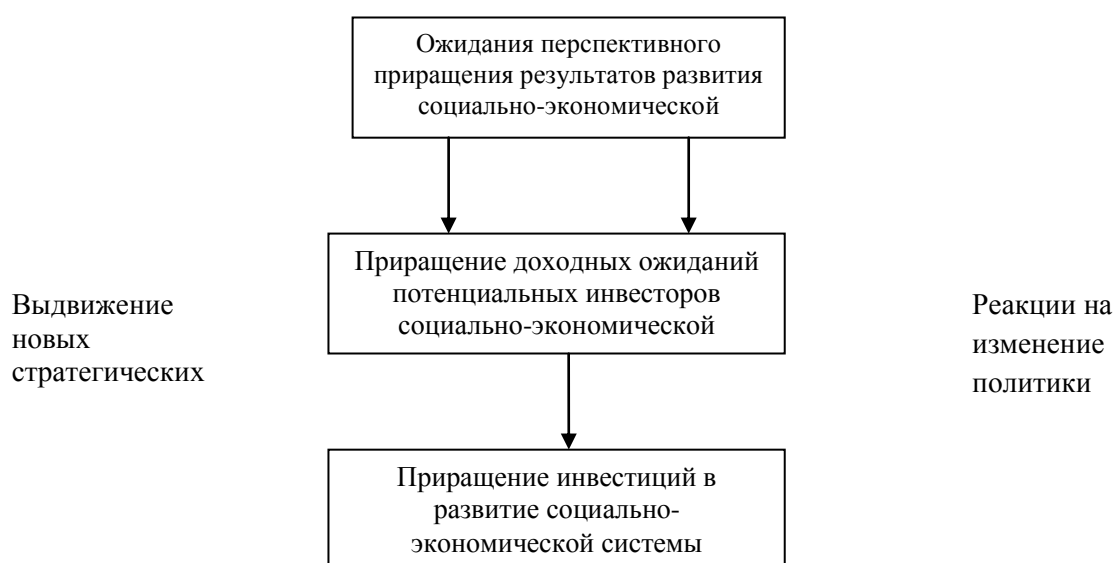 Ожидания перспективного
приращения результатов развития
социально-экономической
Приращение доходных ожиданий
потенциальных инвесторов
социально-экономической
Выдвижение
новых
стратегических
Реакции на
изменение
политики
Приращение инвестиций в
развитие социально-
экономической системы